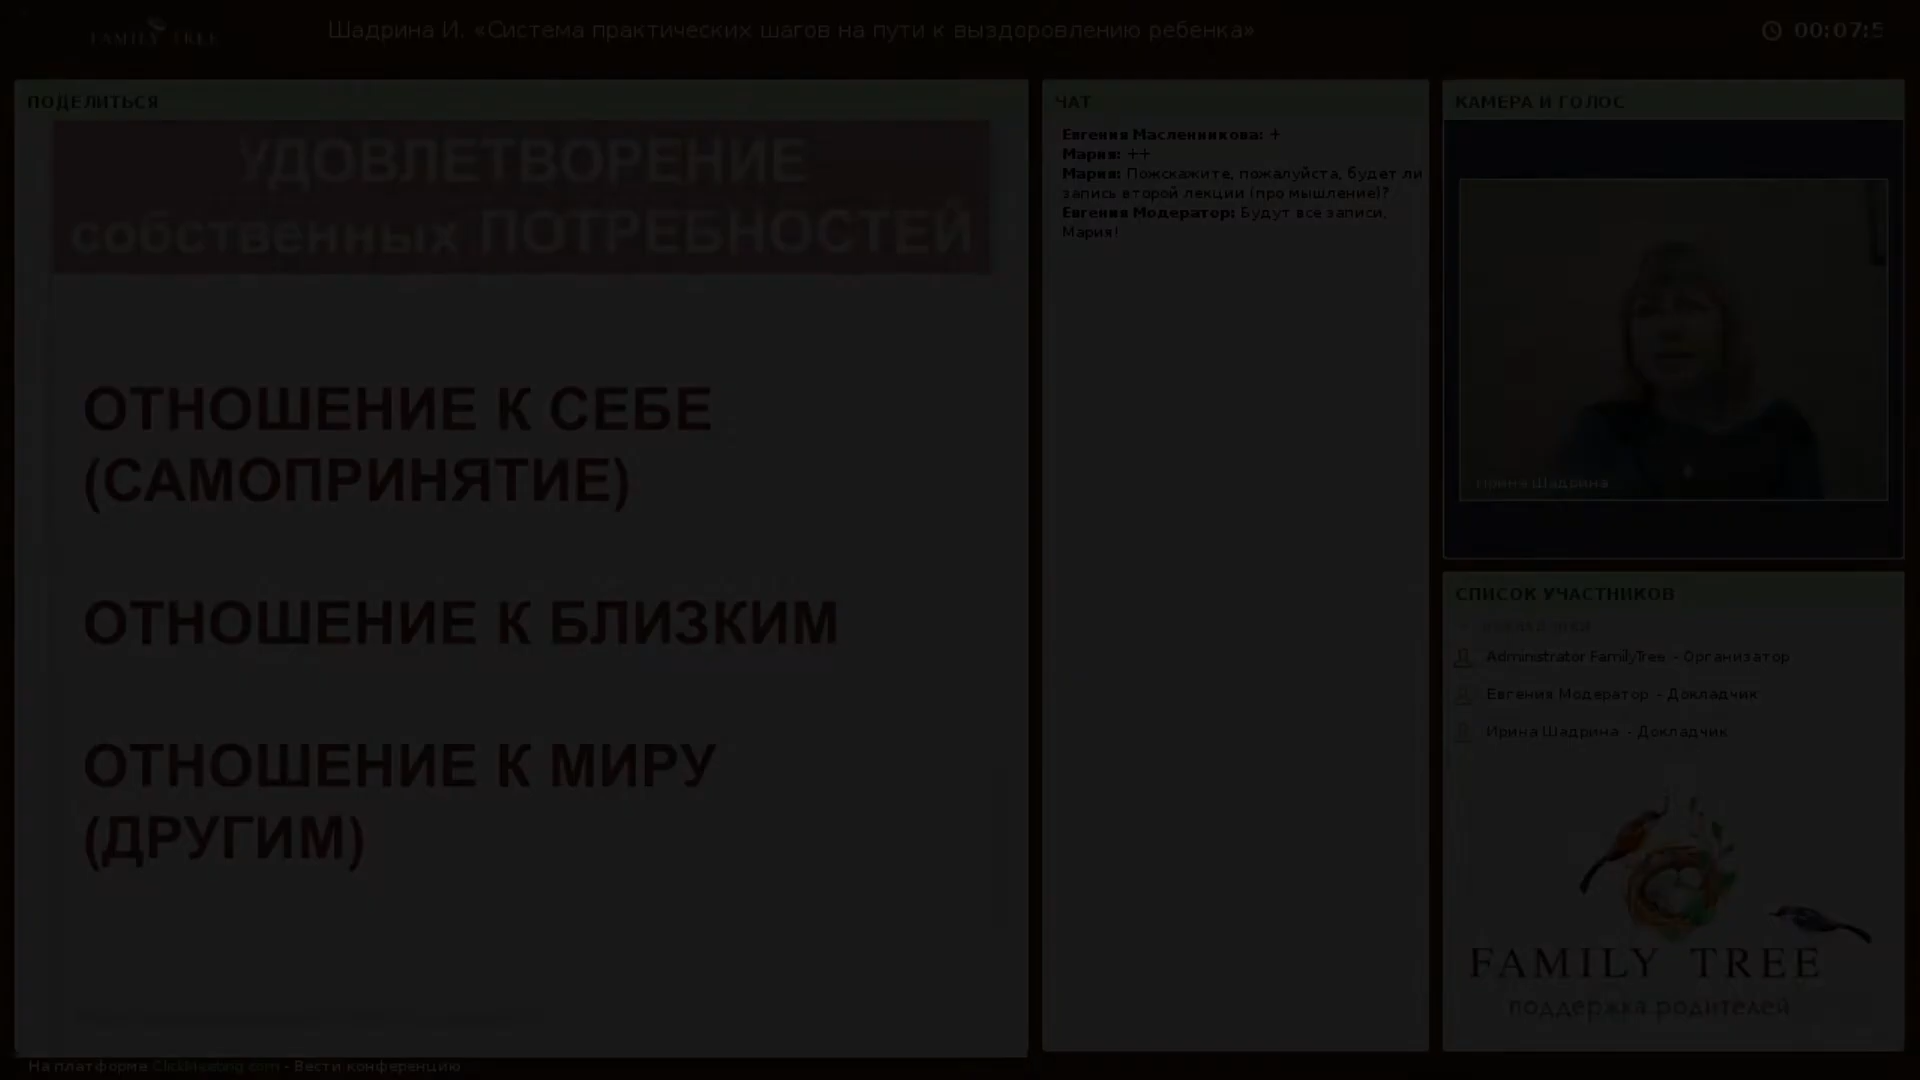 FAMILY TREE
Шадрина И. «Система практических шагов на пути к выздоровлению ребенка»
00:07:5
ПОДЕЛИТЬСЯ
УДОВЛЕТВОРЕНИЕ
собственных ПОТРЕБНОСТЕЙ
ОТНОШЕНИЕ К СЕБЕ
(САМОПРИНЯТИЕ)
ОТНОШЕНИЕ К БЛИЗКИМ
ОТНОШЕНИЕ К МИРУ
(ДРУГИМ)
ЧАТ
Евгения Масленникова: +
Мария: ++
Мария: Пожскажите, пожалуйста, будет ли
запись второй лекции (про мышление)?
Евгения Модератор: Будут все записи,
Мария!
КАМЕРА И ГОЛОС
Ирина Шадрина
СПИСОК УЧАСТНИКОВ
Administrator FamilyTree - Организатор
Евгения Модератор - Докладчик
Ирина Шадрина - Докладчик
FAMILY TREE
поддержка родителей
На платформе ClickMeeting.com - Вести конференцию